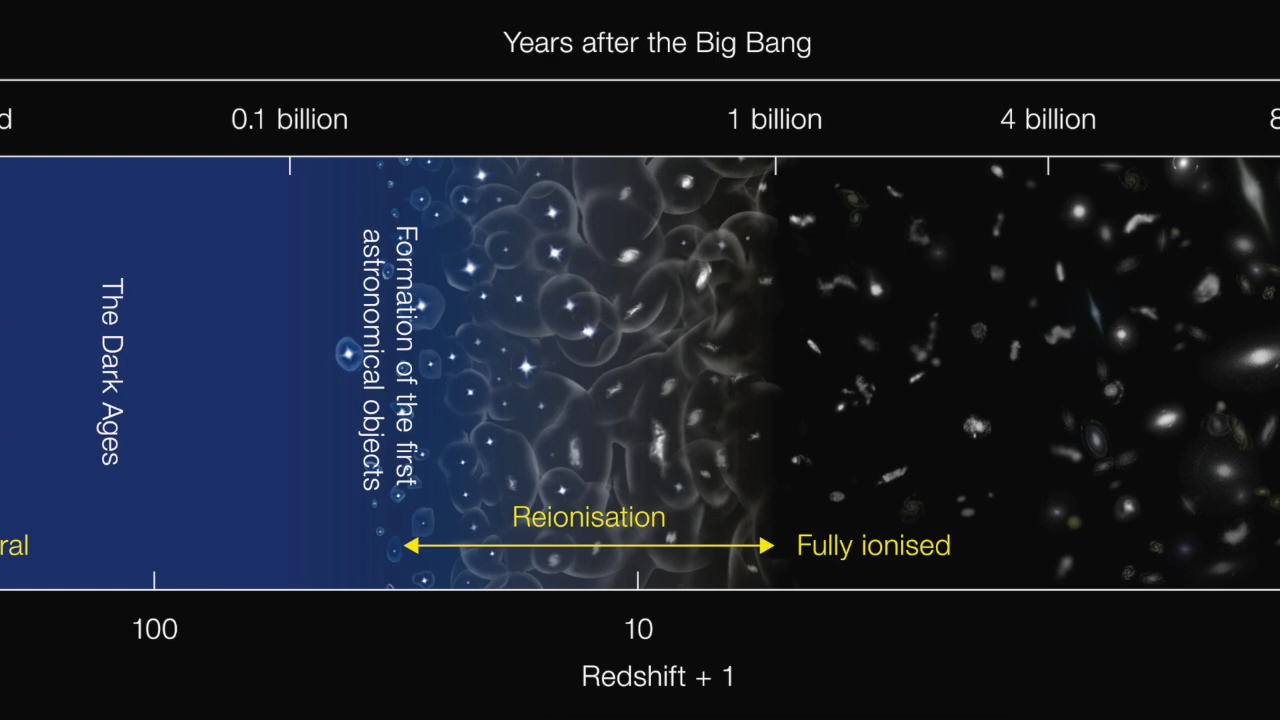 Years after the Big Bang
d
0.1 billion
1 billion
4 billion
8
The Dark Ages
Formation of the first
astronomical objects
Reionisation
ral
Fully ionised
100
10
Redshift + 1